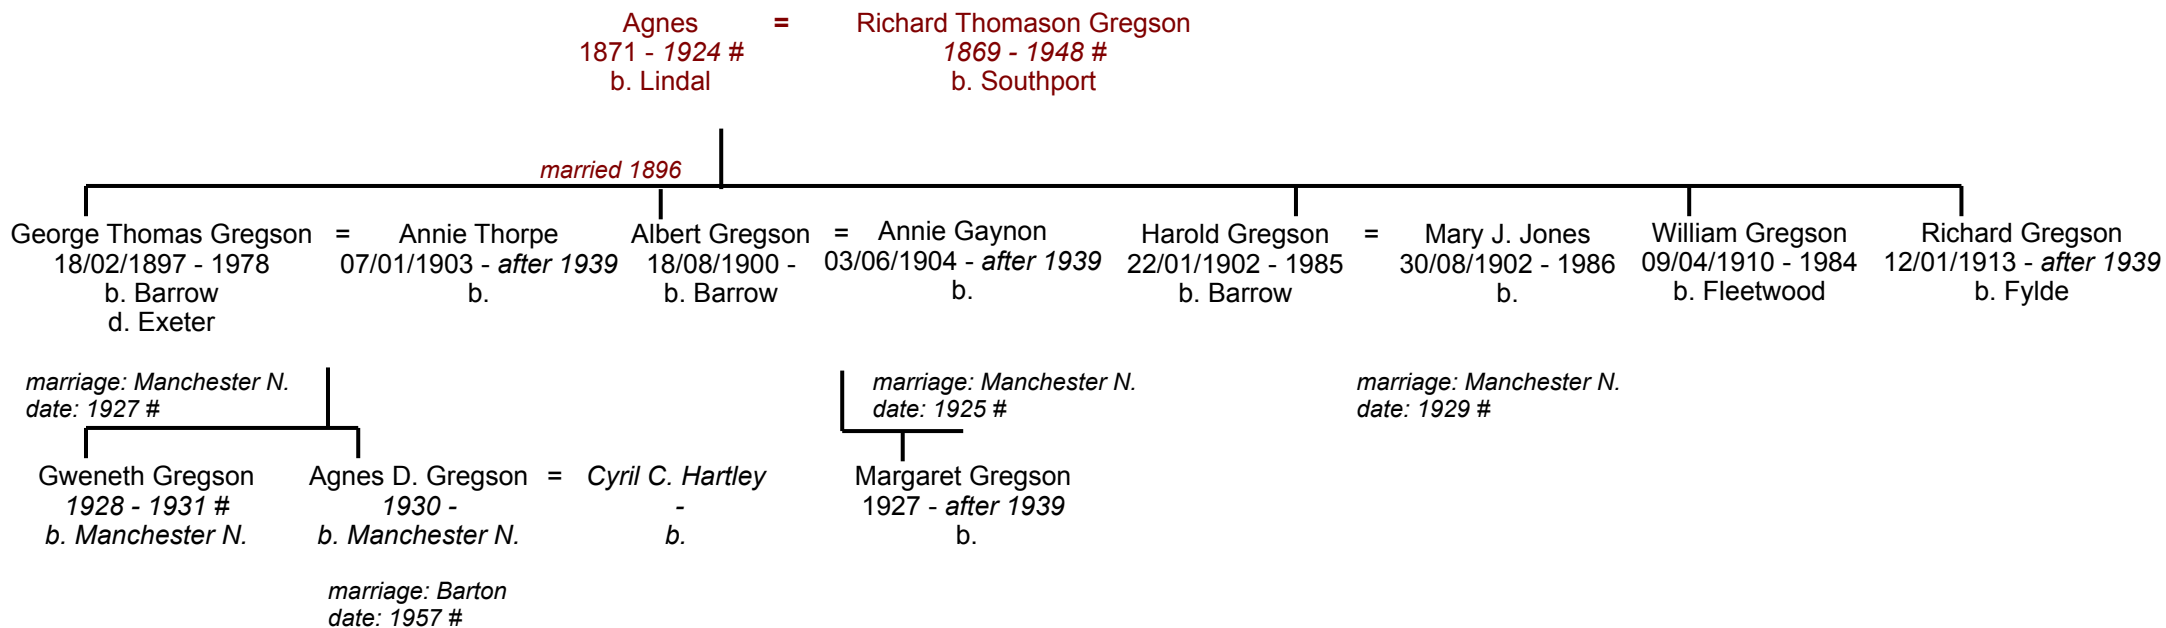 Agnes = Richard Thomason Gregson
1871 - 1924 # 1869 - 1948 #
b. Lindal b. Southport
married 1896
George Thomas Gregson = Annie Thorpe Albert Gregson = Annie Gaynon Harold Gregson = Mary J. Jones William Gregson Richard Gregson
18/02/1897 - 1978 07/01/1903 - after 1939 18/08/1900 - 03/06/1904 - after 1939 22/01/1902 - 1985 30/08/1902 - 1986 09/04/1910 - 1984 12/01/1913 - after 1939
b. Barrow b. b. Barrow b. b. Barrow b. b. Fleetwood b. Fylde
d. Exeter
marriage: Manchester N. marriage: Manchester N. marriage: Manchester N.
date: 1927 # date: 1925 # date: 1929 #
Gweneth Gregson Agnes D. Gregson = Cyril C. Hartley Margaret Gregson
1928 - 1931 # 1930 - - 1927 - after 1939
b. Manchester N. b. Manchester N. b. b.
marriage: Barton
date: 1957 #